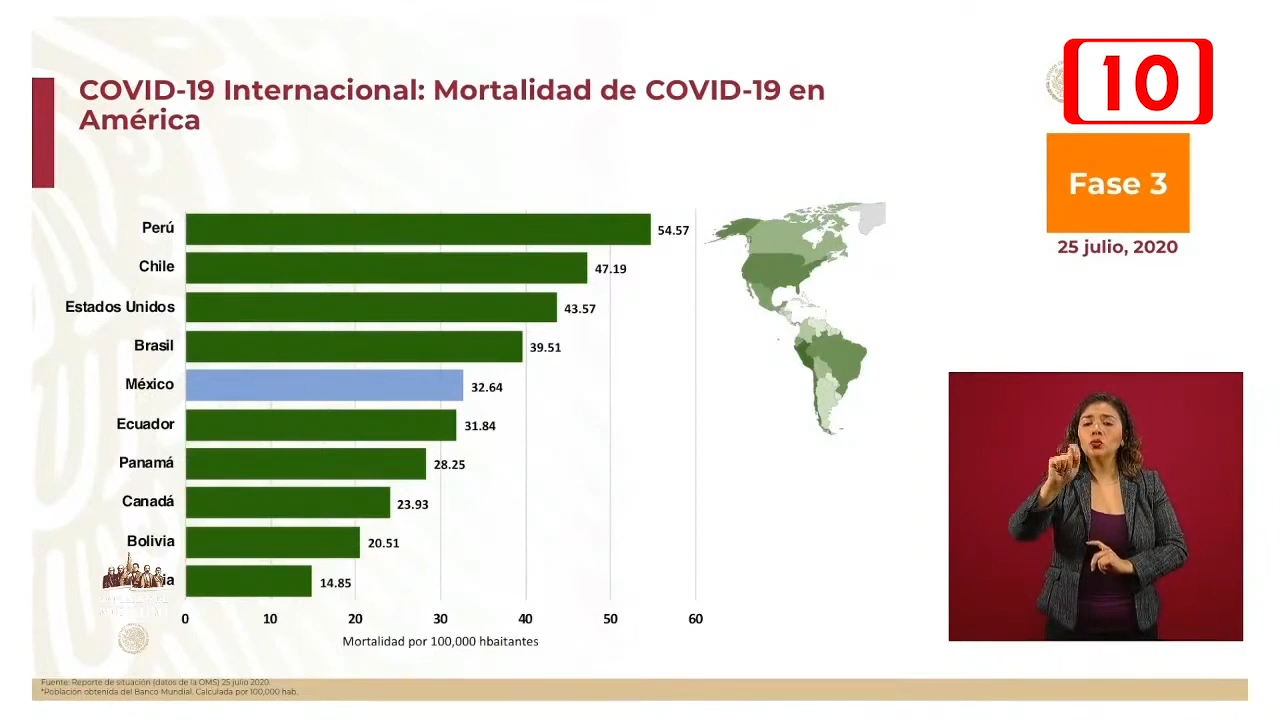 COVID-19 Internacional: Mortalidad de COVID-19 en
América
10
Fase 3
25 julio, 2020
Perú 54.57
Chile 47.19
Estados Unidos 43.57
Brasil 39.51
México 32.64
Ecuador 31.84
Panamá 28.25
Canadá 23.93
Bolivia 20.51
ia 14.85
0 10 20 30 40 50 60
Mortalidad por 100,000 hbaitantes
Fuente: Reporte de situación (datos de la OMS) 25 julio 2020.
*Población obtenida del Banco Mundial. Calculada por 100,000 hab.